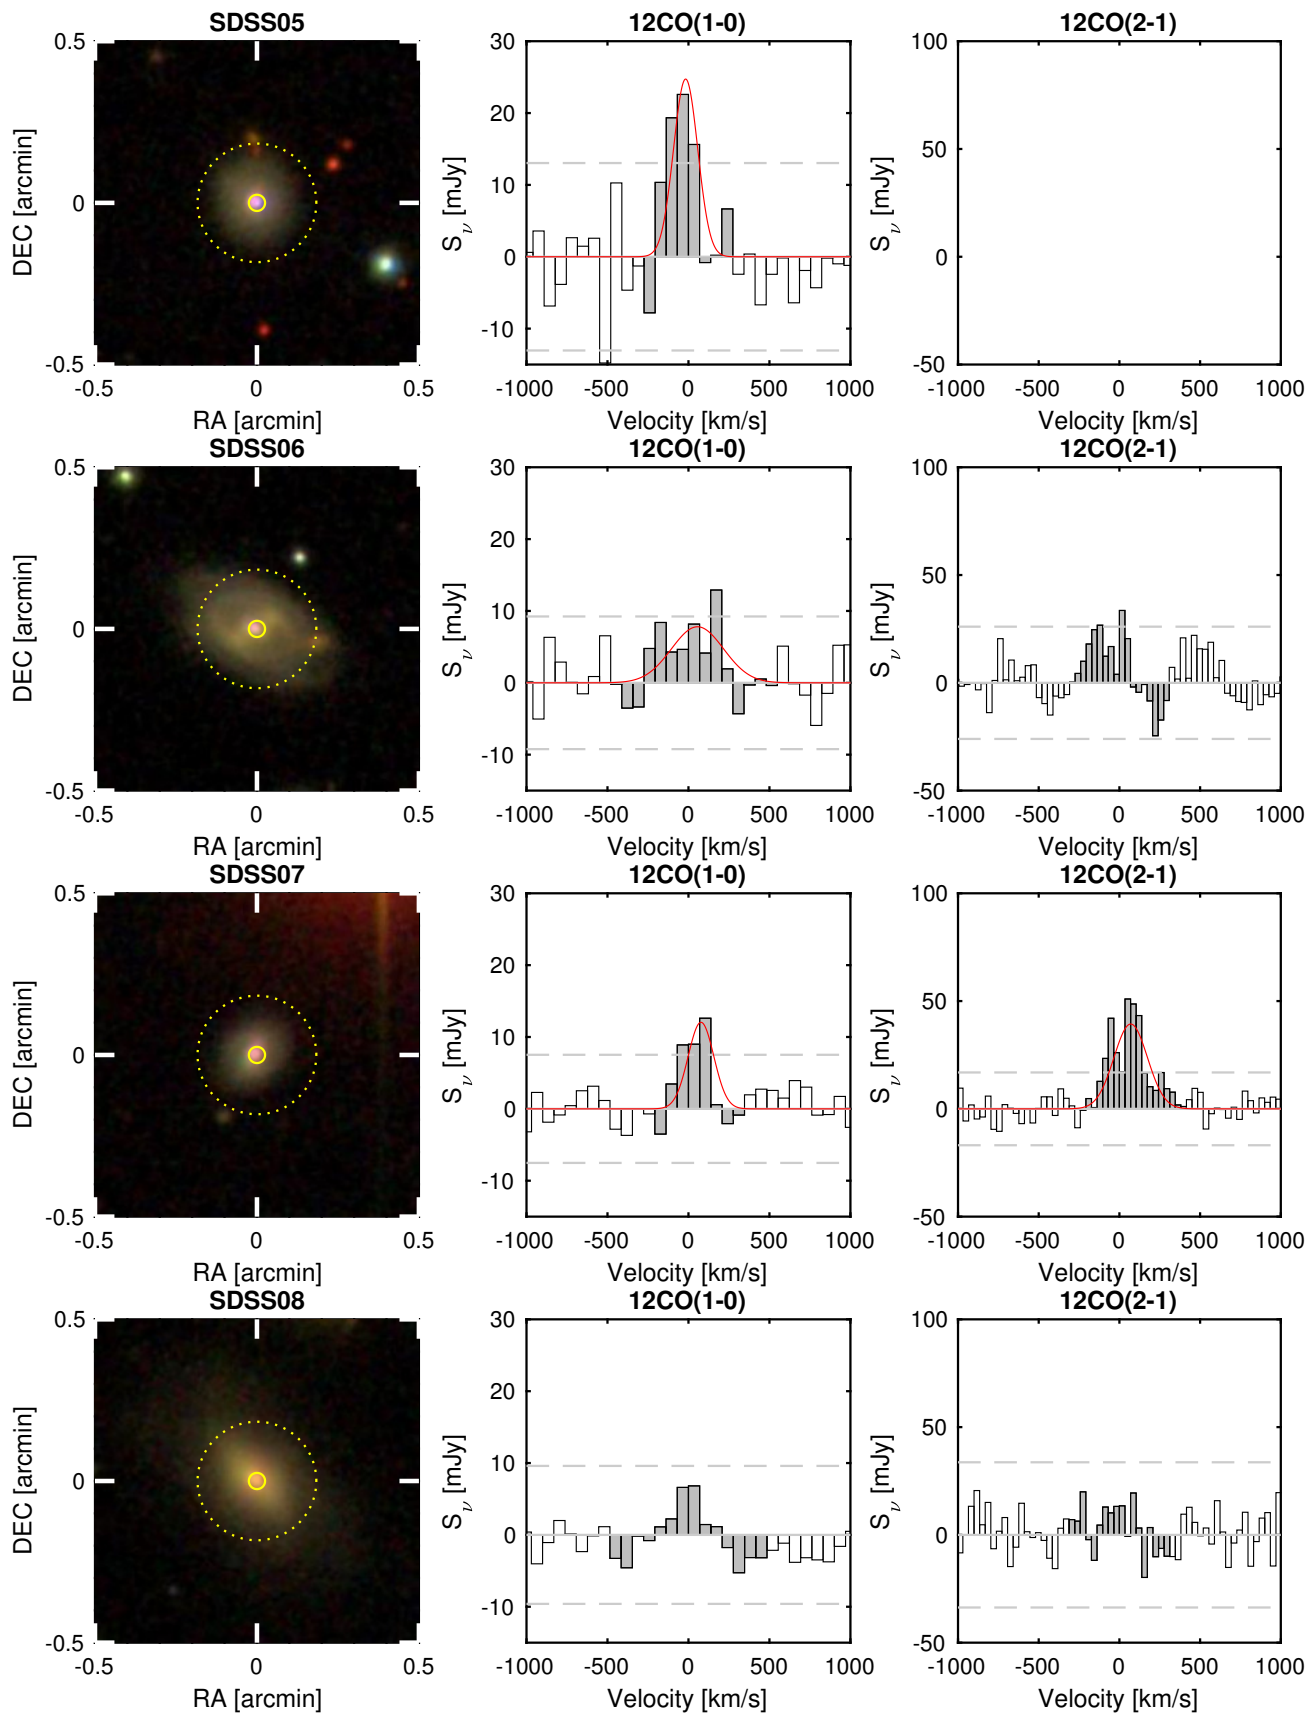 SDSS05 12CO(1-0) 12CO(2-1)
0.5 30 100
DEC [arcmin] S_ν [mJy] S_ν [mJy]
20
50
0 10
0 0
-10
-0.5 -50
-0.5 0 0.5 -1000 -500 0 500 1000 -1000 -500 0 500 1000
RA [arcmin] Velocity [km/s] Velocity [km/s]
SDSS06 12CO(1-0) 12CO(2-1)
0.5 30 100
DEC [arcmin] S_ν [mJy] S_ν [mJy]
20
50
0 10
0 0
-10
-0.5 -50
-0.5 0 0.5 -1000 -500 0 500 1000 -1000 -500 0 500 1000
RA [arcmin] Velocity [km/s] Velocity [km/s]
SDSS07 12CO(1-0) 12CO(2-1)
0.5 30 100
DEC [arcmin] S_ν [mJy] S_ν [mJy]
20
50
0 10
0 0
-10
-0.5 -50
-0.5 0 0.5 -1000 -500 0 500 1000 -1000 -500 0 500 1000
RA [arcmin] Velocity [km/s] Velocity [km/s]
SDSS08 12CO(1-0) 12CO(2-1)
0.5 30 100
DEC [arcmin] S_ν [mJy] S_ν [mJy]
20
50
0 10
0 0
-10
-0.5 -50
-0.5 0 0.5 -1000 -500 0 500 1000 -1000 -500 0 500 1000
RA [arcmin] Velocity [km/s] Velocity [km/s]